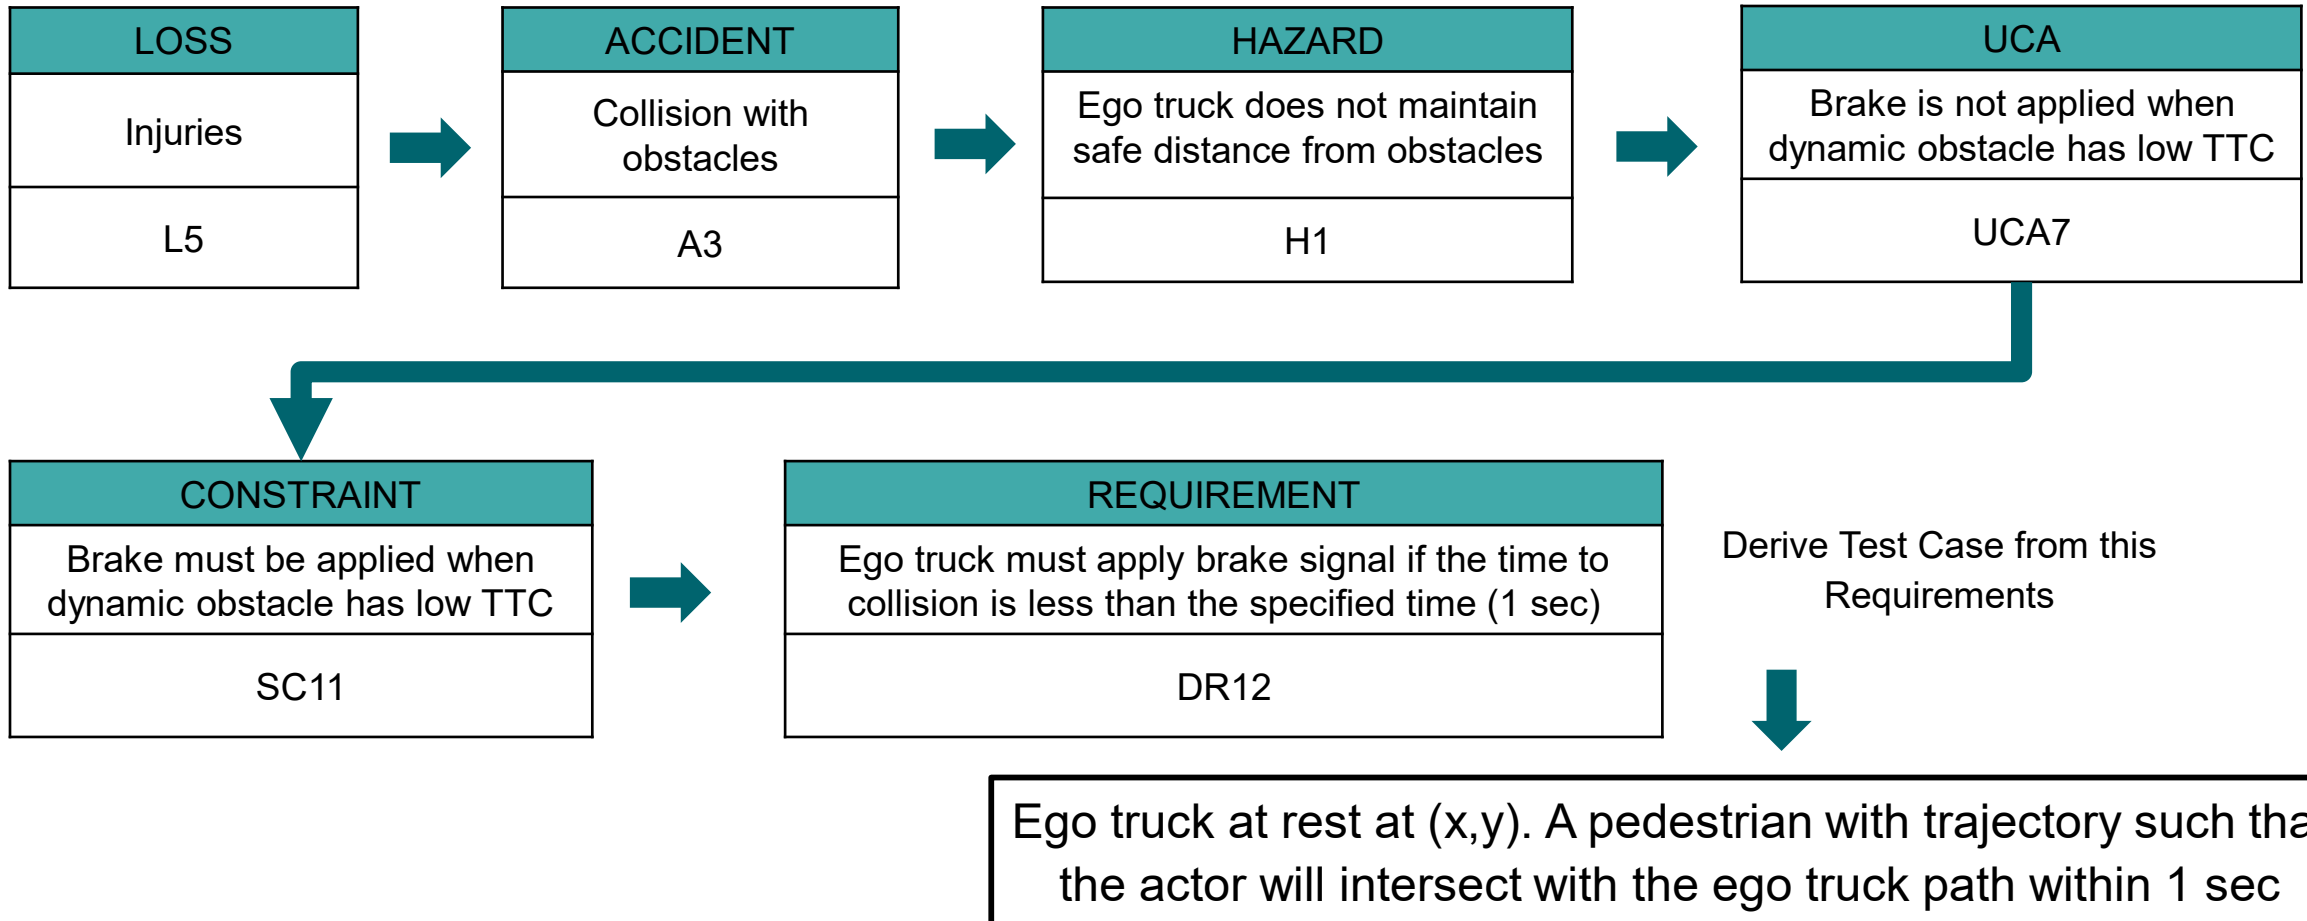 LOSS
Injuries
L5
ACCIDENT
Collision with
obstacles
A3
HAZARD
Ego truck does not maintain
safe distance from obstacles
H1
UCA
Brake is not applied when
dynamic obstacle has low TTC
UCA7
CONSTRAINT
Brake must be applied when
dynamic obstacle has low TTC
SC11
REQUIREMENT
Ego truck must apply brake signal if the time to
collision is less than the specified time (1 sec)
DR12
Derive Test Case from this
Requirements
Ego truck at rest at (x,y). A pedestrian with trajectory such tha
the actor will intersect with the ego truck path within 1 sec